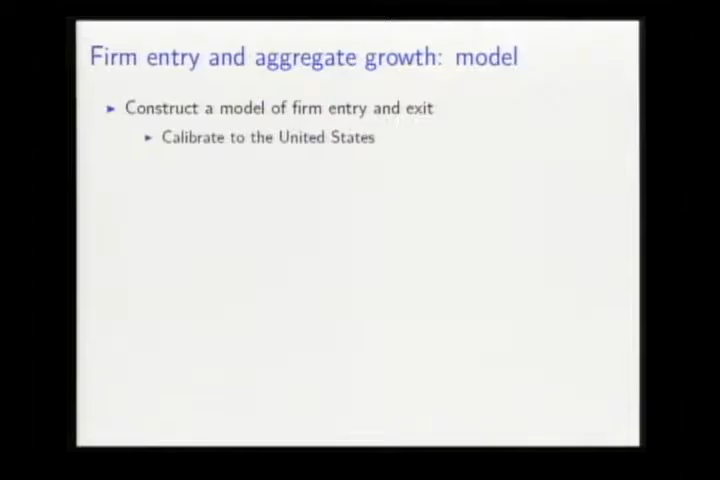 Firm entry and aggregate growth: model
Construct a model of firm entry and exit
Calibrate to the United States